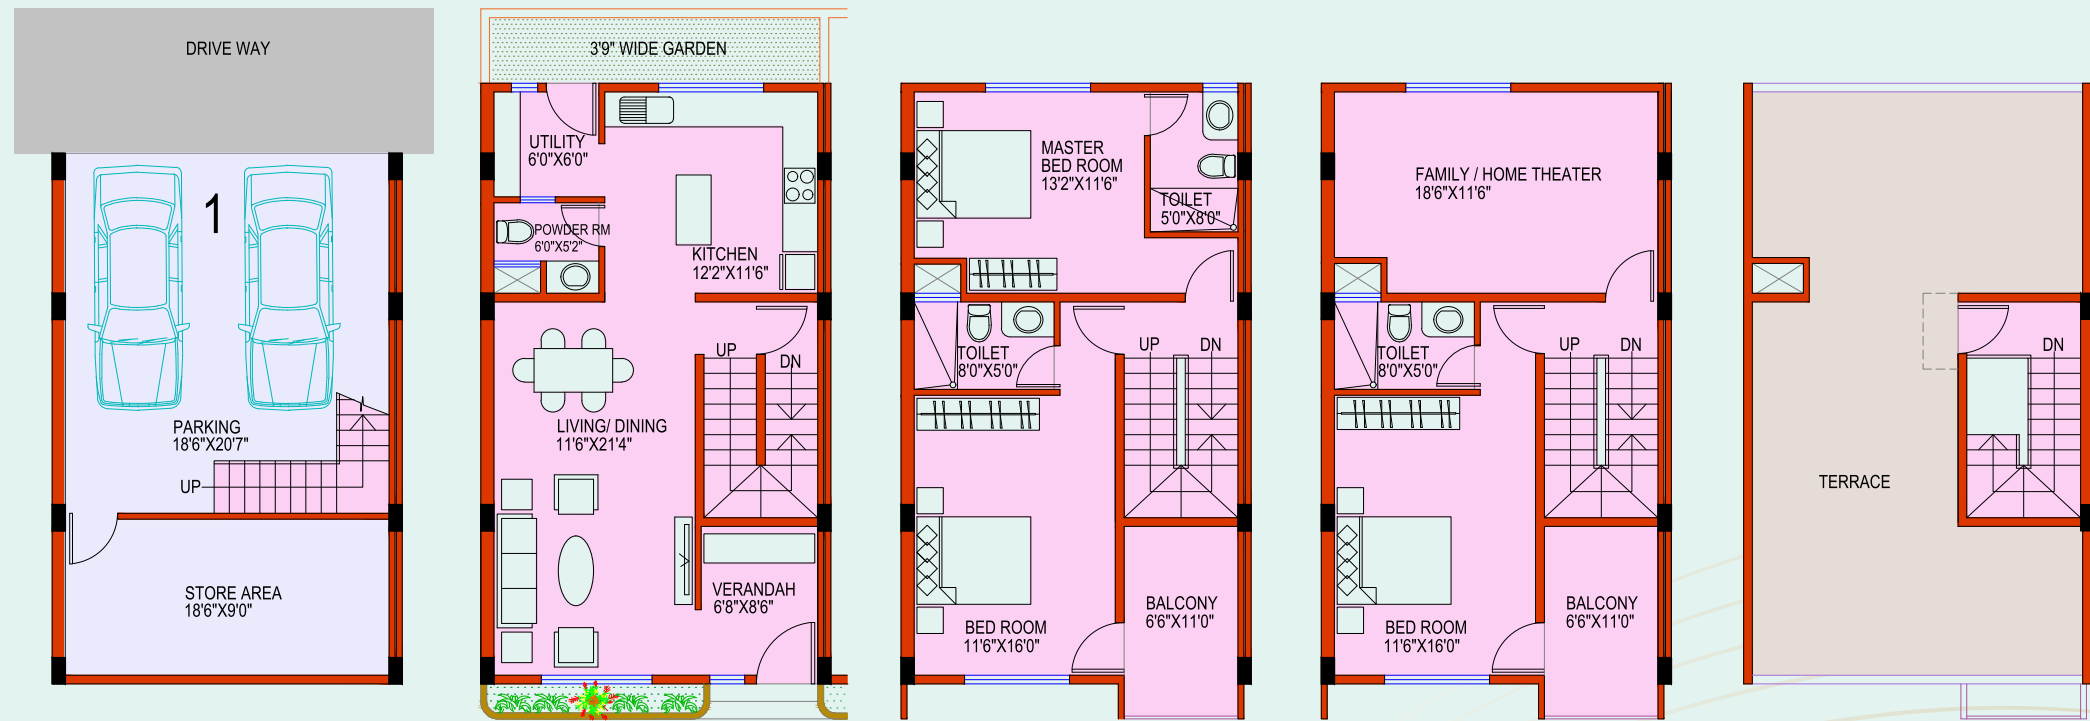 DRIVE WAY
1
PARKING
18'6"X20'7"
UP
STORE AREA
18'6"X9'0"
3'9" WIDE GARDEN
UTILITY
6'0"X6'0"
POWDER RM
6'0"X5'2"
KITCHEN
12'2"X11'6"
UP
DN
LIVING/ DINING
11'6"X21'4"
VERANDAH
6'8"X8'6"
MASTER
BED ROOM
13'2"X11'6"
TOILET
5'0"X8'0"
TOILET
8'0"X5'0"
UP
DN
BED ROOM
11'6"X16'0"
BALCONY
6'6"X11'0"
FAMILY / HOME THEATER
18'6"X11'6"
TOILET
8'0"X5'0"
UP
DN
BED ROOM
11'6"X16'0"
BALCONY
6'6"X11'0"
DN
TERRACE